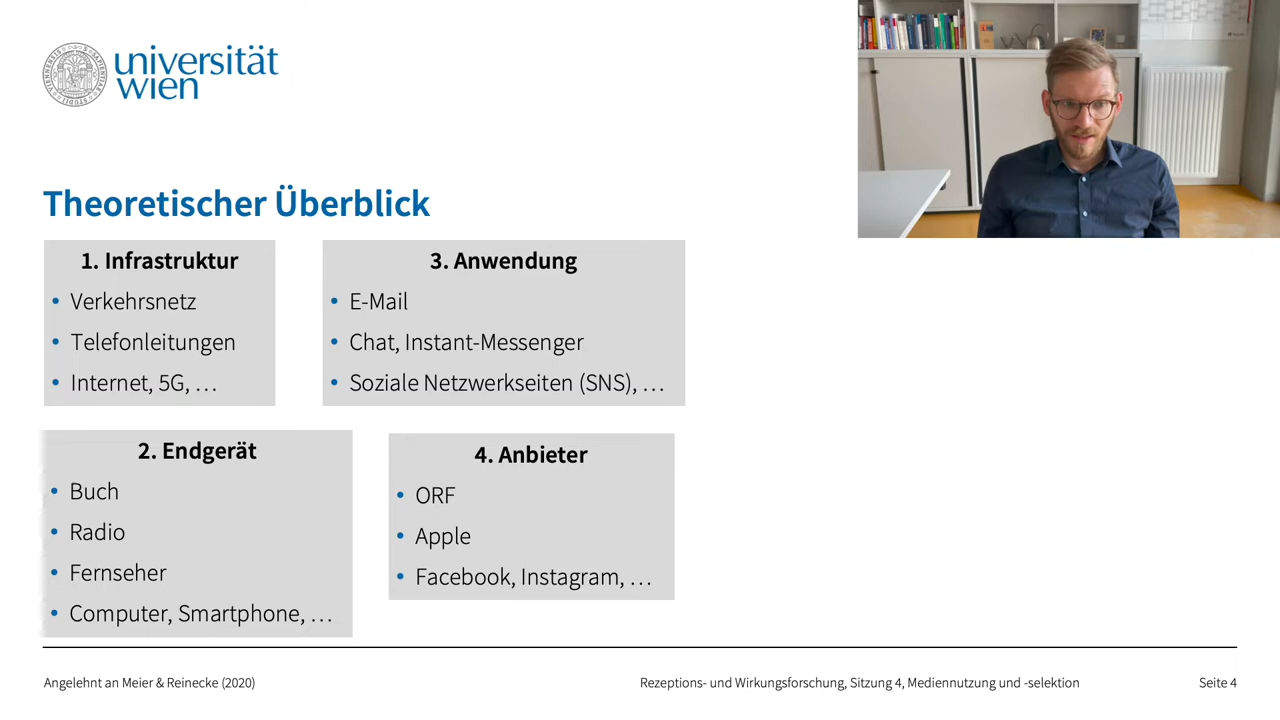 universität
wien
Theoretischer Überblick
1. Infrastruktur
• Verkehrsnetz
• Telefonleitungen
• Internet, 5G, …
2. Endgerät
• Buch
• Radio
• Fernseher
• Computer, Smartphone, …
3. Anwendung
• E-Mail
• Chat, Instant-Messenger
• Soziale Netzwerkseiten (SNS), …
4. Anbieter
• ORF
• Apple
• Facebook, Instagram, …
Angelehnt an Meier & Reinecke (2020)
Rezeptions- und Wirkungsforschung, Sitzung 4, Mediennutzung und -selektion
Seite 4